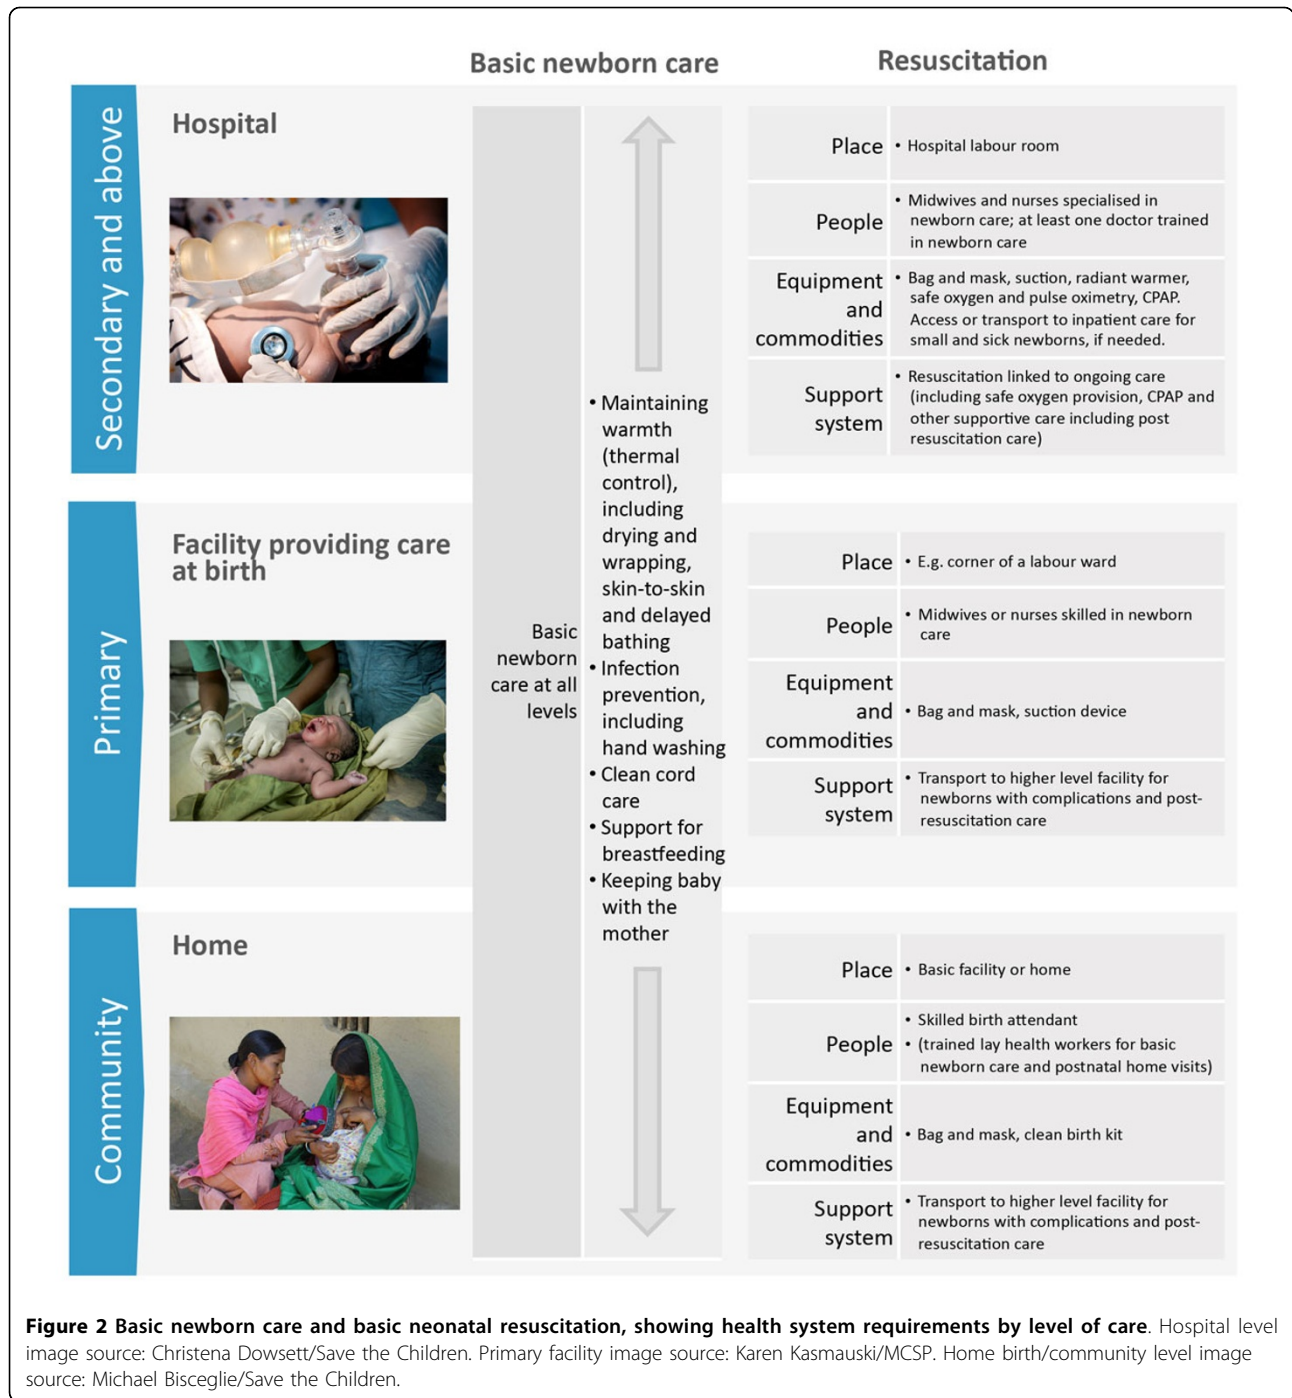 Basic newborn care
Resuscitation
Secondary and above
Hospital
Place
• Hospital labour room
People
• Midwives and nurses specialised in
newborn care; at least one doctor trained
in newborn care
Equipment
and
commodities
• Bag and mask, suction, radiant warmer,
safe oxygen and pulse oximetry, CPAP.
Access or transport to inpatient care for
small and sick newborns, if needed.
Support
system
• Resuscitation linked to ongoing care
(including safe oxygen provision, CPAP and
other supportive care including post
resuscitation care)
Basic
newborn
care at all
levels
• Maintaining
warmth
(thermal
control),
including
drying and
wrapping,
skin-to-skin
and delayed
bathing
• Infection
prevention,
including
hand washing
• Clean cord
care
• Support for
breastfeeding
• Keeping baby
with the
mother
Primary
Facility providing care
at birth
Place
• E.g. corner of a labour ward
People
• Midwives or nurses skilled in newborn
care
Equipment
and
commodities
• Bag and mask, suction device
Support
system
• Transport to higher level facility for
newborns with complications and post-
resuscitation care
Community
Home
Place
• Basic facility or home
People
• Skilled birth attendant
• (trained lay health workers for basic
newborn care and postnatal home visits)
Equipment
and
commodities
• Bag and mask, clean birth kit
Support
system
• Transport to higher level facility for
newborns with complications and post-
resuscitation care
Figure 2 Basic newborn care and basic neonatal resuscitation, showing health system requirements by level of care. Hospital level
image source: Christena Dowsett/Save the Children. Primary facility image source: Karen Kasmauski/MCSP. Home birth/community level image
source: Michael Bisceglie/Save the Children.